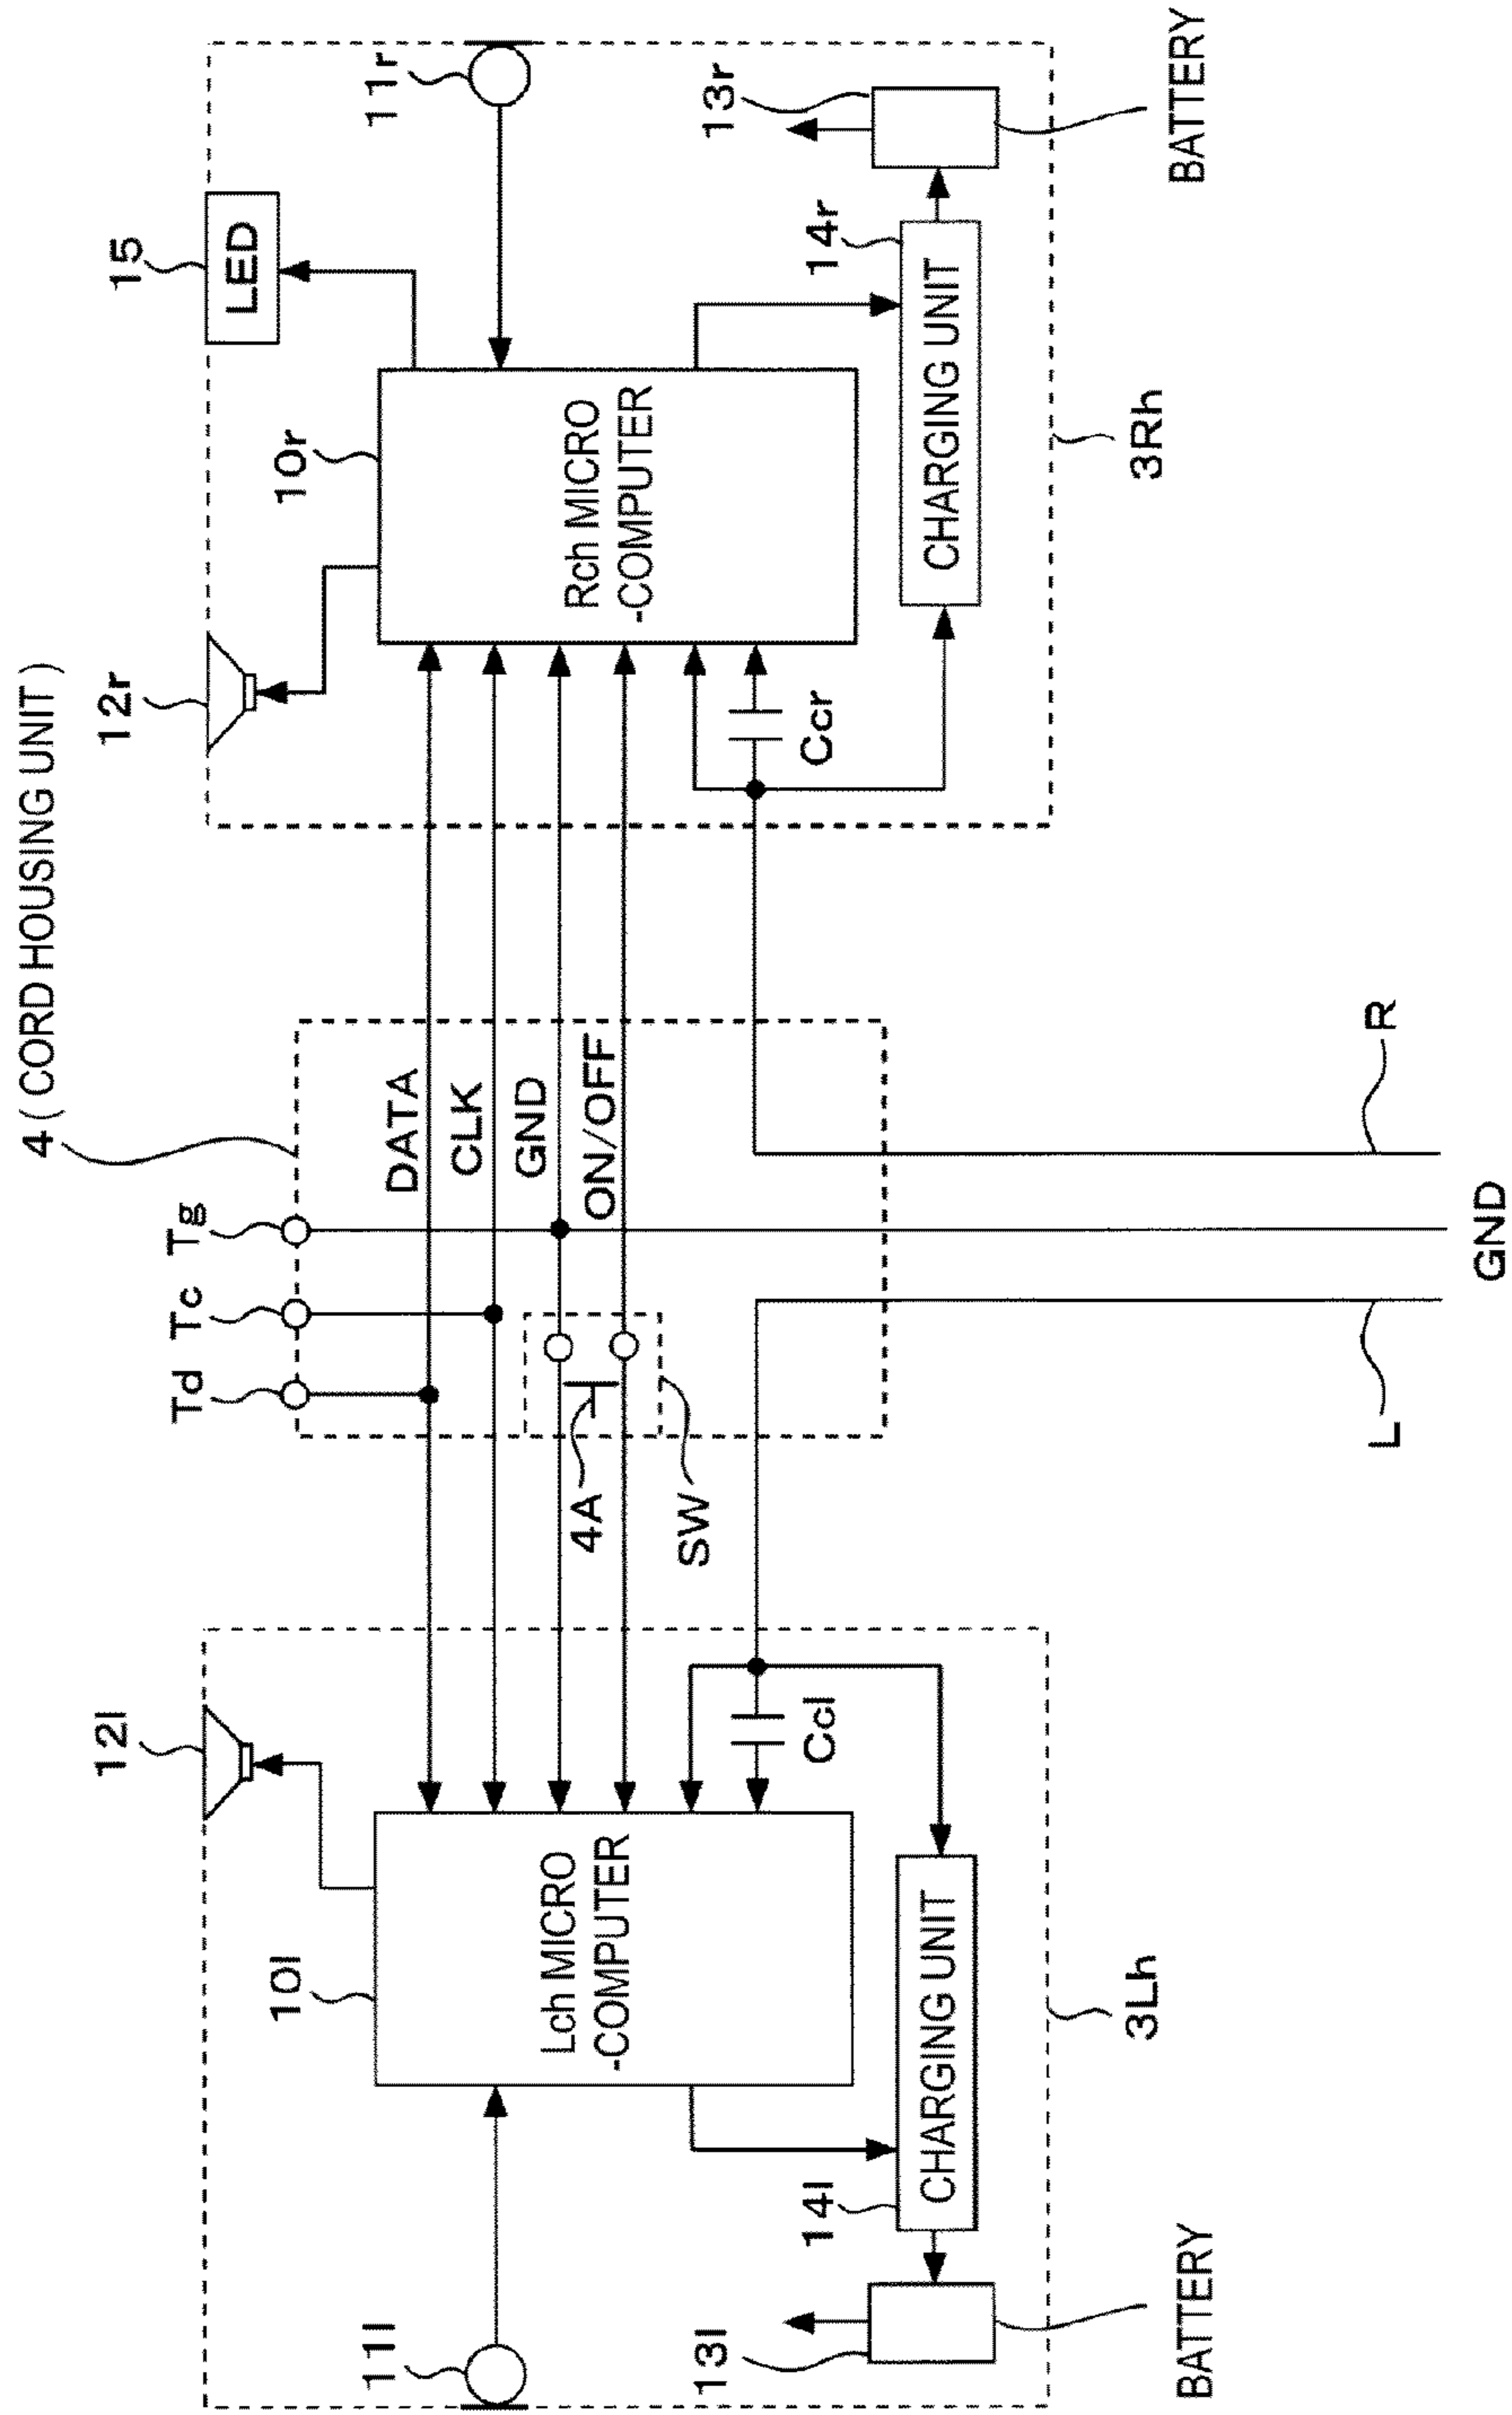 4 ( CORD HOUSING UNIT )
12l
Td
Tc
Tg
12r
15
LED
11r
10l
10r
DATA
CLK
GND
ON/OFF
11l
Lch MICRO
-COMPUTER
4A
SW
Rch MICRO
-COMPUTER
13l
14l
CHARGING UNIT
Ccl
Ccr
CHARGING UNIT
14r
13r
BATTERY
3Lh
L
GND
R
3Rh
BATTERY